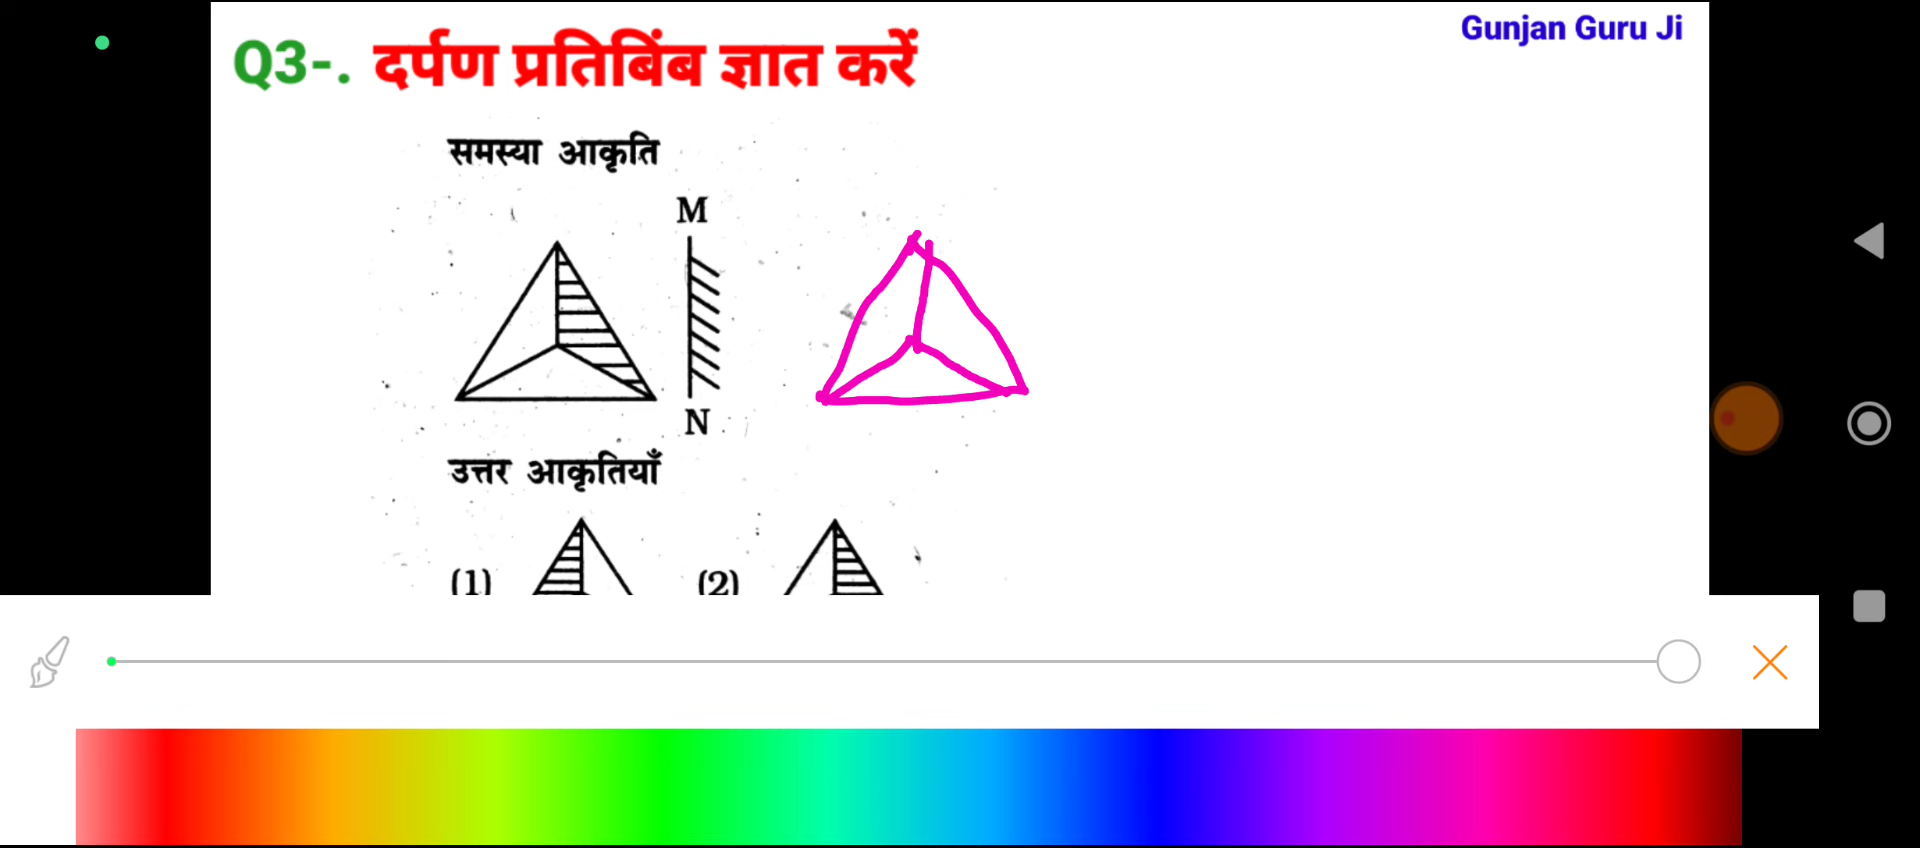 Gunjan Guru Ji
Q3-. दर्पण प्रतिबिंब ज्ञात करें
समस्या आकृति
M
N
उत्तर आकृतियाँ
(1) (2)